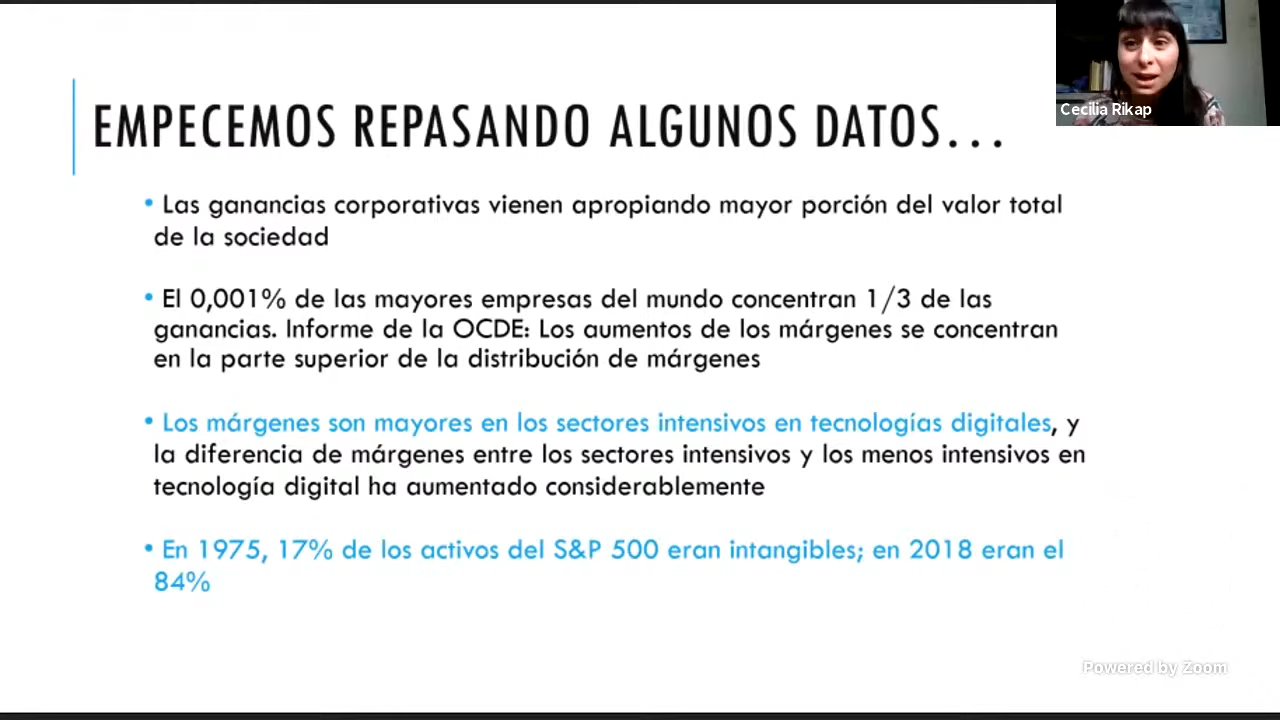 Cecilia Rikap
EMPECEMOS REPASANDO ALGUNOS DATOS...
• Las ganancias corporativas vienen apropiando mayor porción del valor total
de la sociedad
• El 0,001% de las mayores empresas del mundo concentran 1/3 de las
ganancias. Informe de la OCDE: Los aumentos de los márgenes se concentran
en la parte superior de la distribución de márgenes
• Los márgenes son mayores en los sectores intensivos en tecnologías digitales, y
la diferencia de márgenes entre los sectores intensivos y los menos intensivos en
tecnología digital ha aumentado considerablemente
• En 1975, 17% de los activos del S&P 500 eran intangibles; en 2018 eran el
84%
Powered by Zoom